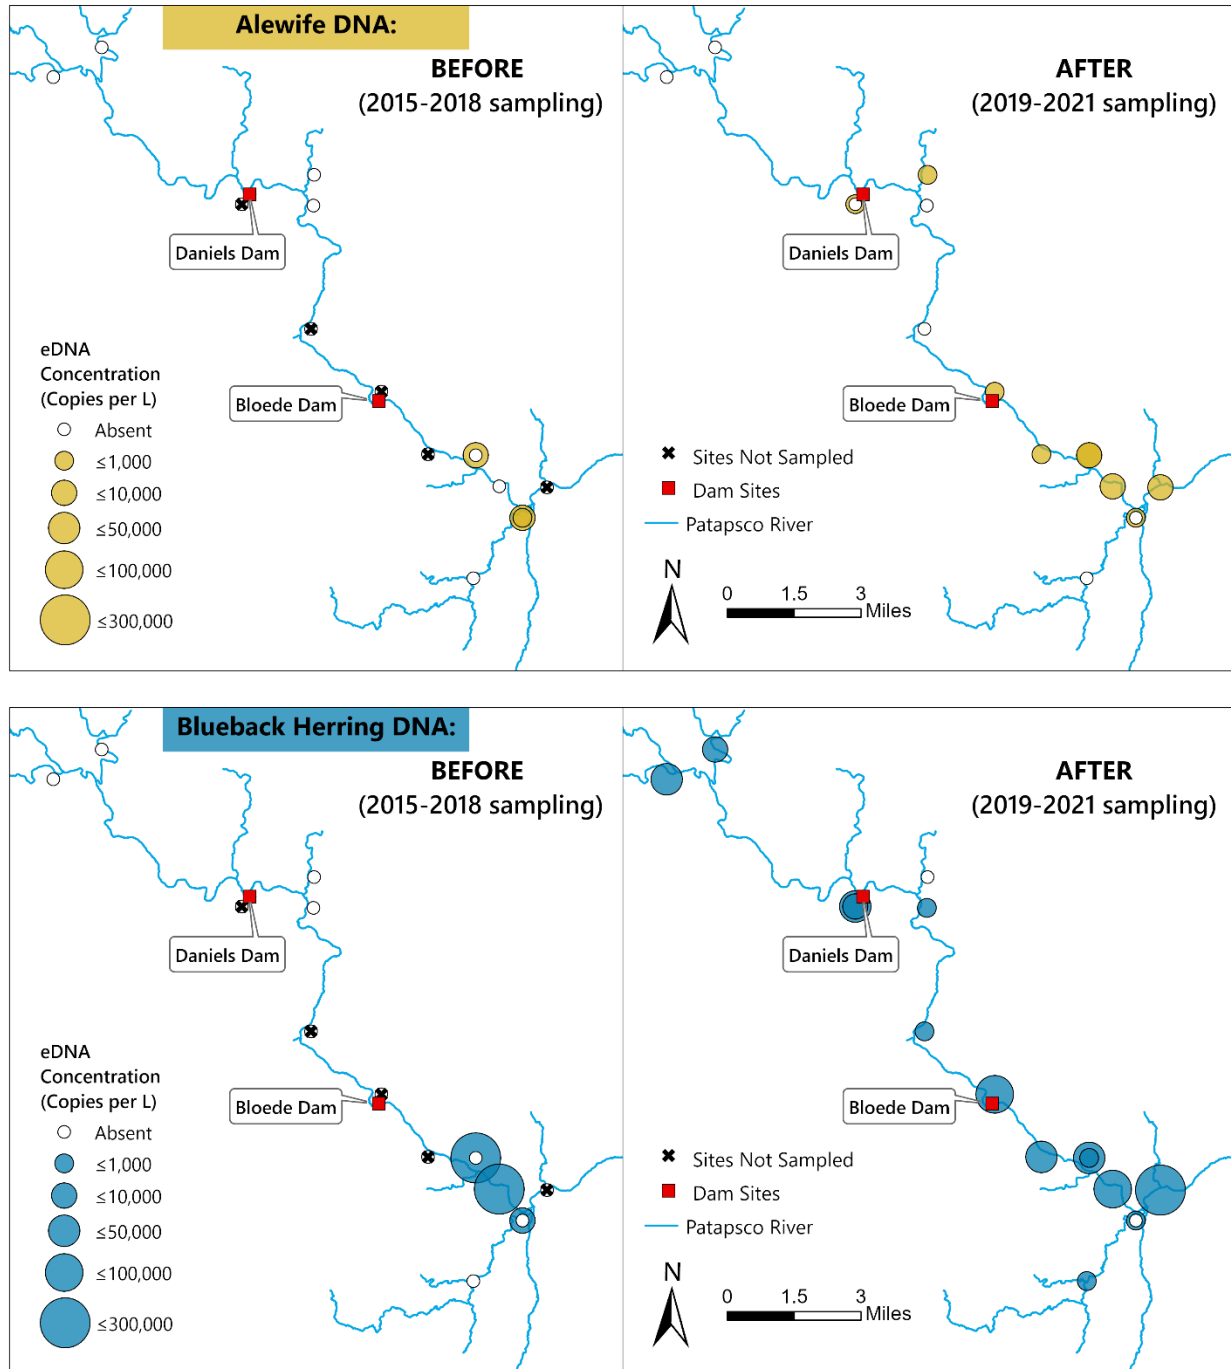 Alewife DNA:
BEFORE
(2015-2018 sampling)
Daniels Dam
Bloede Dam
eDNA
Concentration
(Copies per L)
Absent
≤1,000
≤10,000
≤50,000
≤100,000
≤300,000
AFTER
(2019-2021 sampling)
Daniels Dam
Bloede Dam
Sites Not Sampled
Dam Sites
Patapsco River
N
0 1.5 3
Miles
Blueback Herring DNA:
BEFORE
(2015-2018 sampling)
Daniels Dam
Bloede Dam
eDNA
Concentration
(Copies per L)
Absent
≤1,000
≤10,000
≤50,000
≤100,000
≤300,000
AFTER
(2019-2021 sampling)
Daniels Dam
Bloede Dam
Sites Not Sampled
Dam Sites
Patapsco River
N
0 1.5 3
Miles